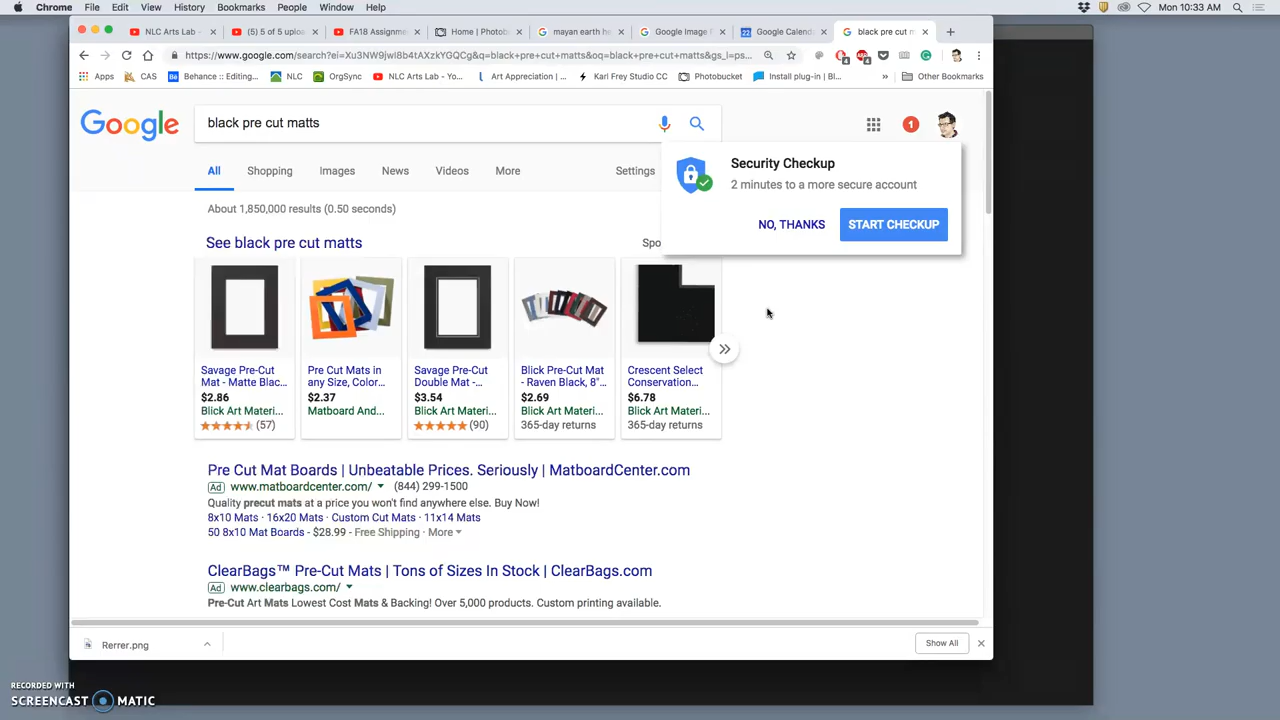 Chrome File Edit View History Bookmarks People Window Help Mon 10:33 AM
NLC Arts Lab - (5) 5 of 5 uploa FA18 Assignme Home | Photob mayan earth he Google Image R 22 Google Calend black pre cut m
https://www.google.com/search?ei=Xu3NW9jwI8b4tAXzkYGQCg&q=black+pre+cut+matts&oq=black+pre+cut+matts&gs_l=ps... 4 4
Apps CAS Behance :: Editing... NLC OrgSync NLC Arts Lab - Yo... Art Appreciation | ... Karl Frey Studio CC Photobucket Install plug-in | Bl... » Other Bookmarks
Google
black pre cut matts
1
All Shopping Images News Videos More Settings
Security Checkup
2 minutes to a more secure account
NO, THANKS START CHECKUP
About 1,850,000 results (0.50 seconds)
See black pre cut matts
Spo
Savage Pre-Cut
Mat - Matte Blac...
$2.86
Blick Art Materi...
(57)
Pre Cut Mats in
any Size, Color...
$2.37
Matboard And...
Savage Pre-Cut
Double Mat -...
$3.54
Blick Art Materi...
(90)
Blick Pre-Cut Mat
- Raven Black, 8"...
$2.69
Blick Art Materi...
365-day returns
Crescent Select
Conservation...
$6.78
Blick Art Materi...
365-day returns
Pre Cut Mat Boards | Unbeatable Prices. Seriously | MatboardCenter.com
Ad www.matboardcenter.com/ (844) 299-1500
Quality precut mats at a price you won't find anywhere else. Buy Now!
8x10 Mats · 16x20 Mats · Custom Cut Mats · 11x14 Mats
50 8x10 Mat Boards - $28.99 - Free Shipping · More
ClearBags™ Pre-Cut Mats | Tons of Sizes In Stock | ClearBags.com
Ad www.clearbags.com/
Pre-Cut Art Mats Lowest Cost Mats & Backing! Over 5,000 products. Custom printing available.
Rerrer.png Show All
RECORDED WITH
SCREENCAST MATIC